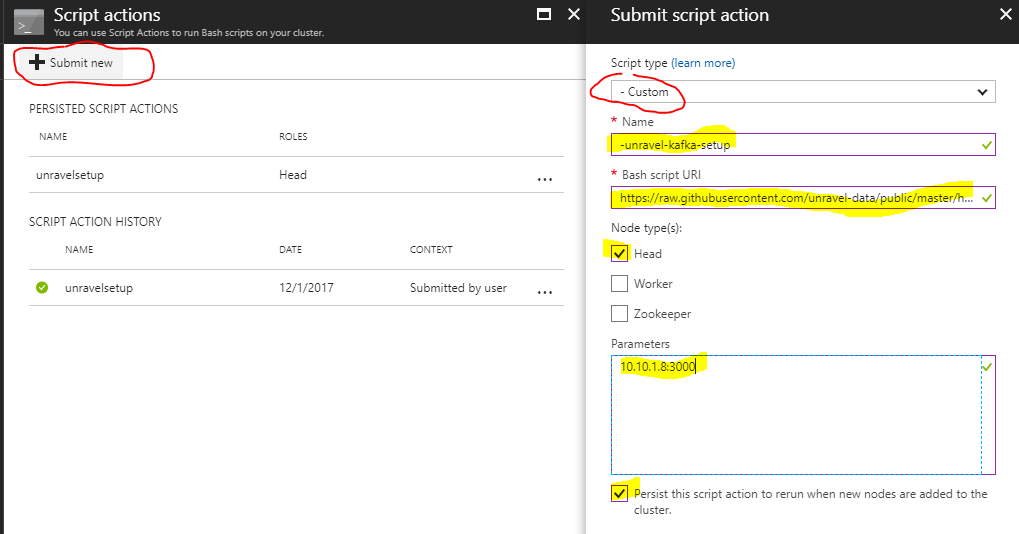 Script actions
You can use Script Actions to run Bash scripts on your cluster.
Submit new
PERSISTED SCRIPT ACTIONS
NAME ROLES
unravelsetup Head ...
SCRIPT ACTION HISTORY
NAME DATE CONTEXT
unravelsetup 12/1/2017 Submitted by user ...
Submit script action
Script type (learn more)
- Custom
* Name
-unravel-kafka-setup
* Bash script URI
https://raw.githubusercontent.com/unravel-data/public/master/h...
Node type(s):
Head
Worker
Zookeeper
Parameters
10.10.1.8:3000
Persist this script action to rerun when new nodes are added to the
cluster.